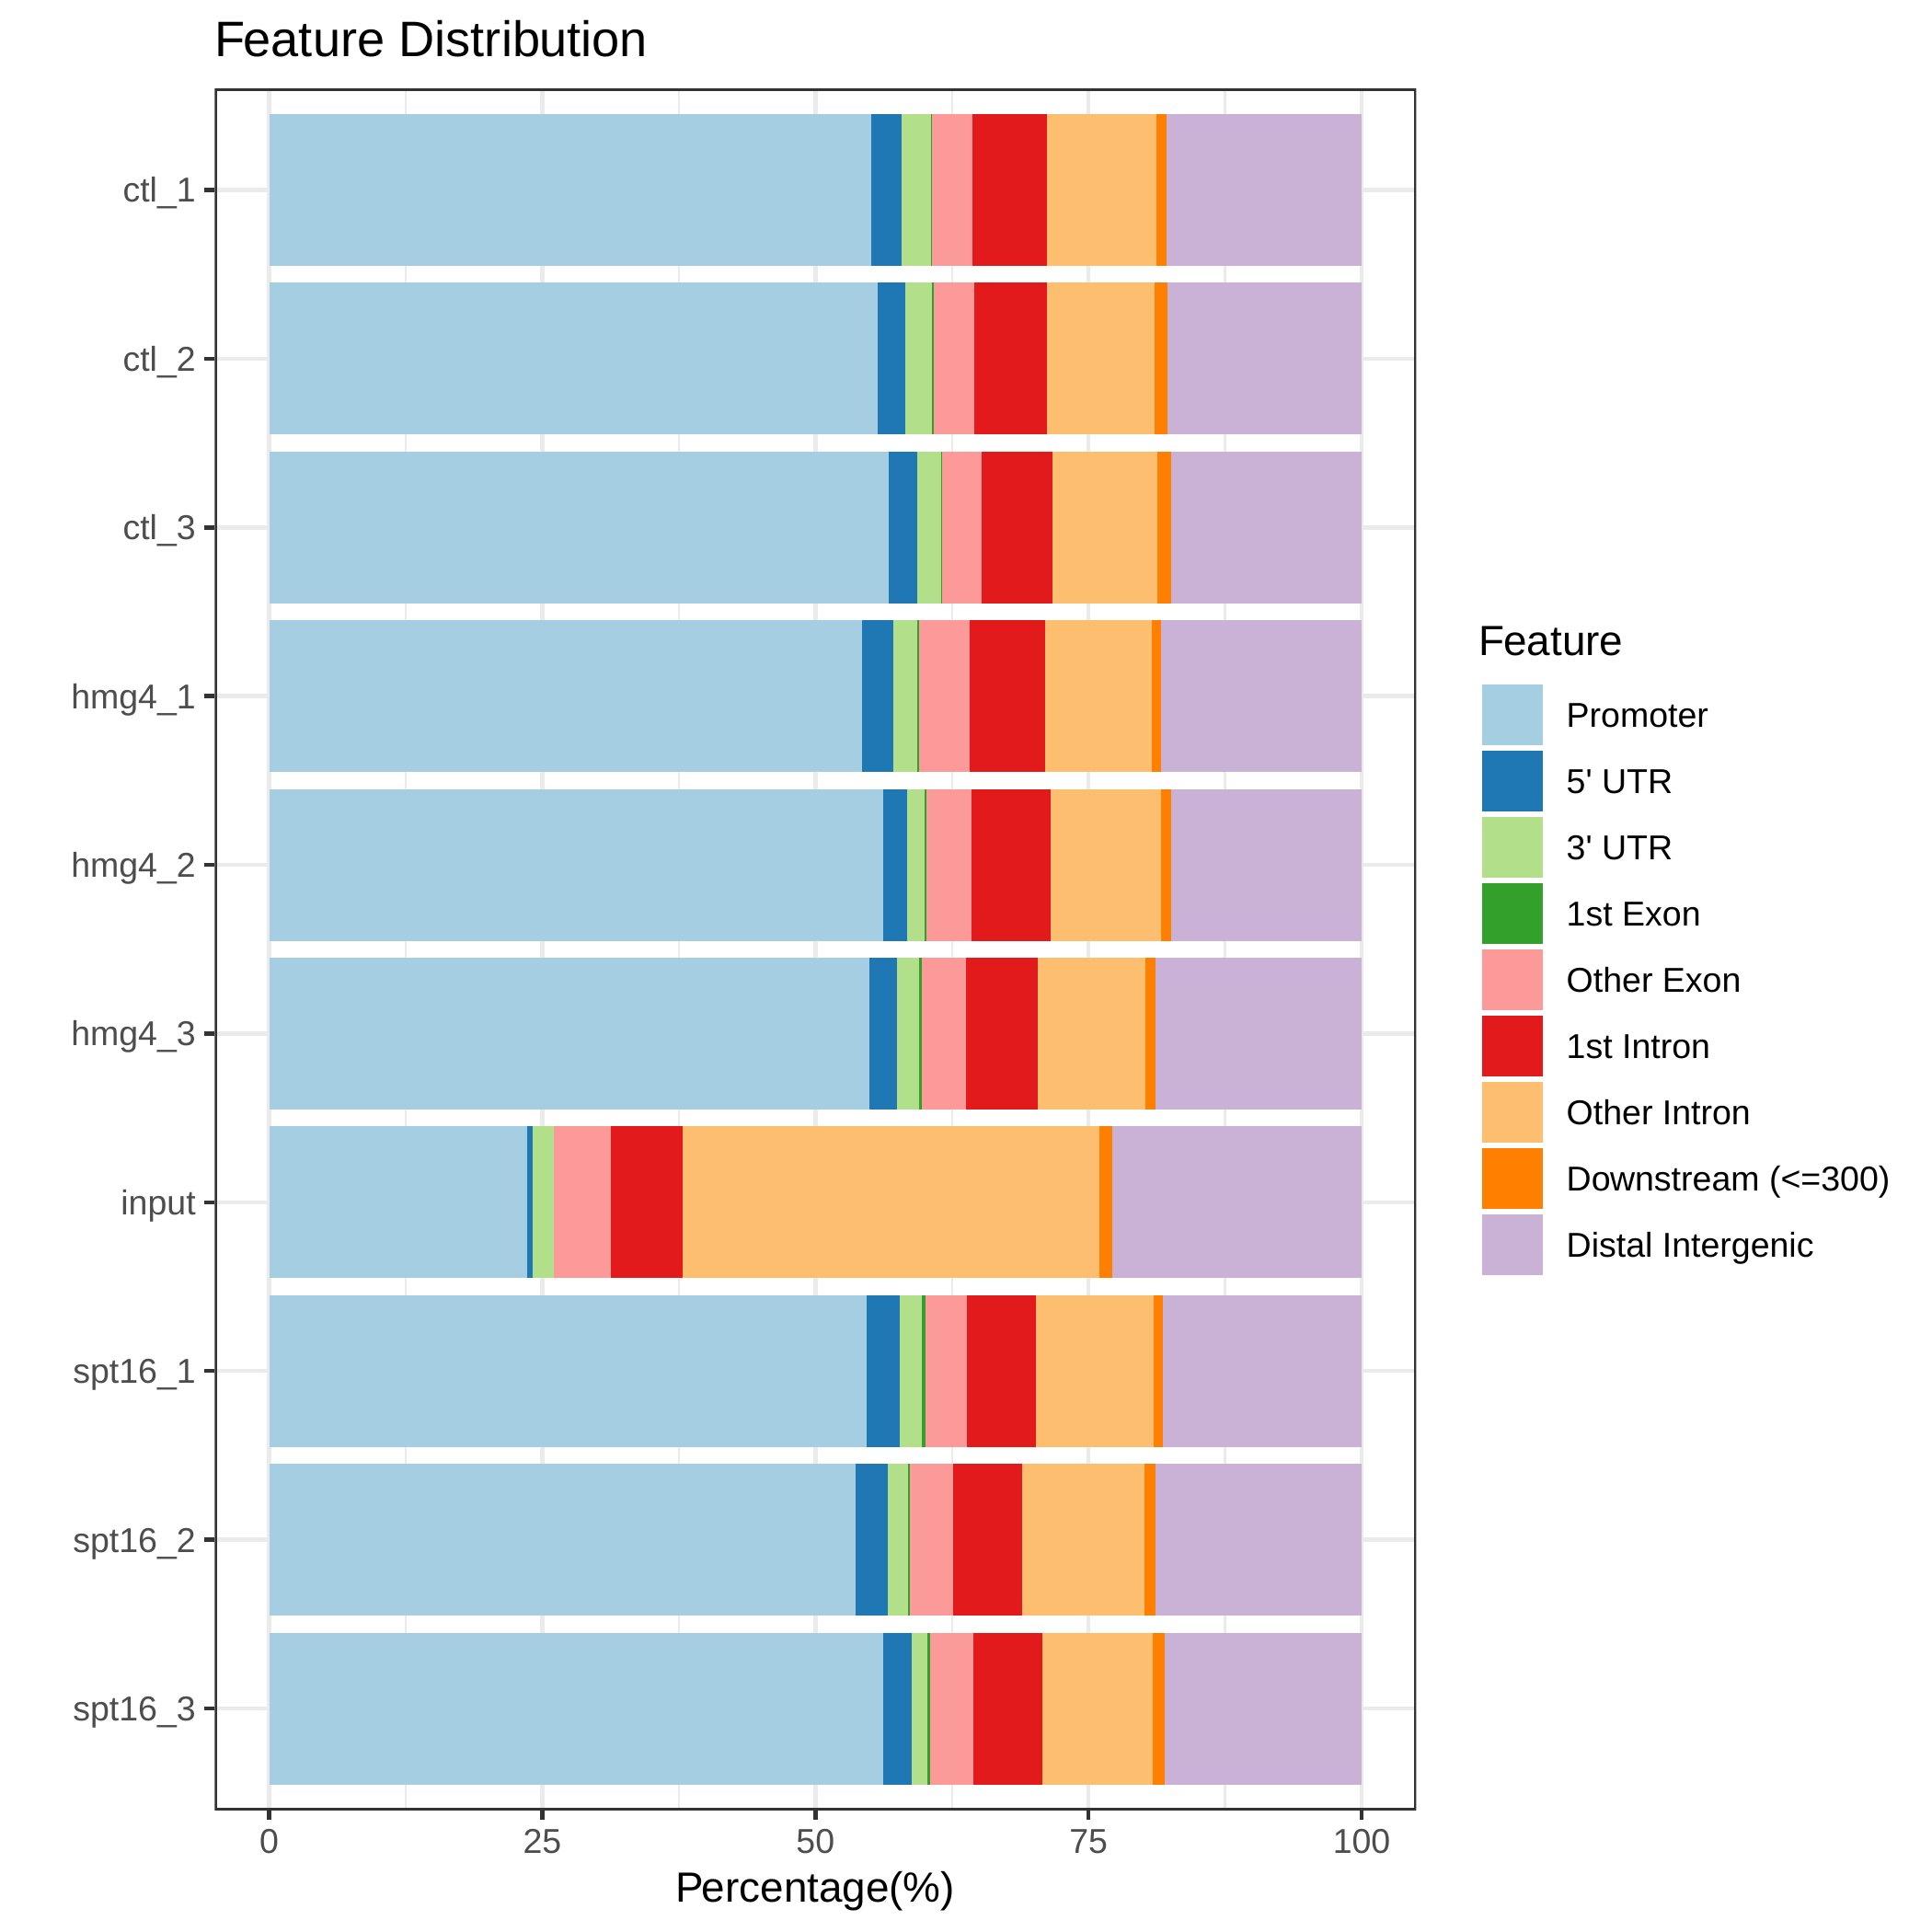 Feature Distribution
ctl_1
ctl_2
ctl_3
hmg4_1
hmg4_2
hmg4_3
input
spt16_1
spt16_2
spt16_3
0 25 50 75 100
Percentage(%)
Feature
Promoter
5' UTR
3' UTR
1st Exon
Other Exon
1st Intron
Other Intron
Downstream (<=300)
Distal Intergenic